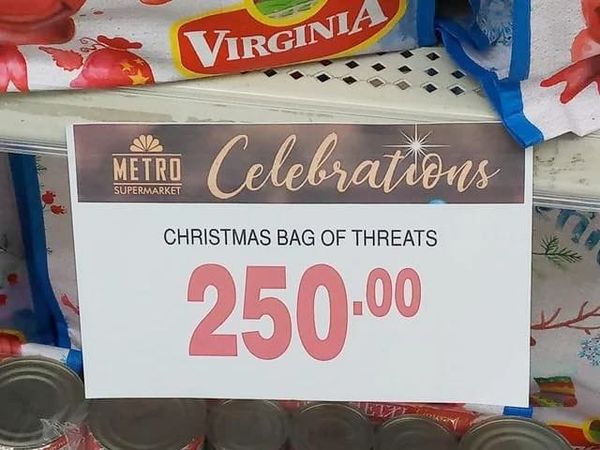 VIRGINIA
METRO
SUPERMARKET
Celebrations
CHRISTMAS BAG OF THREATS
250.00